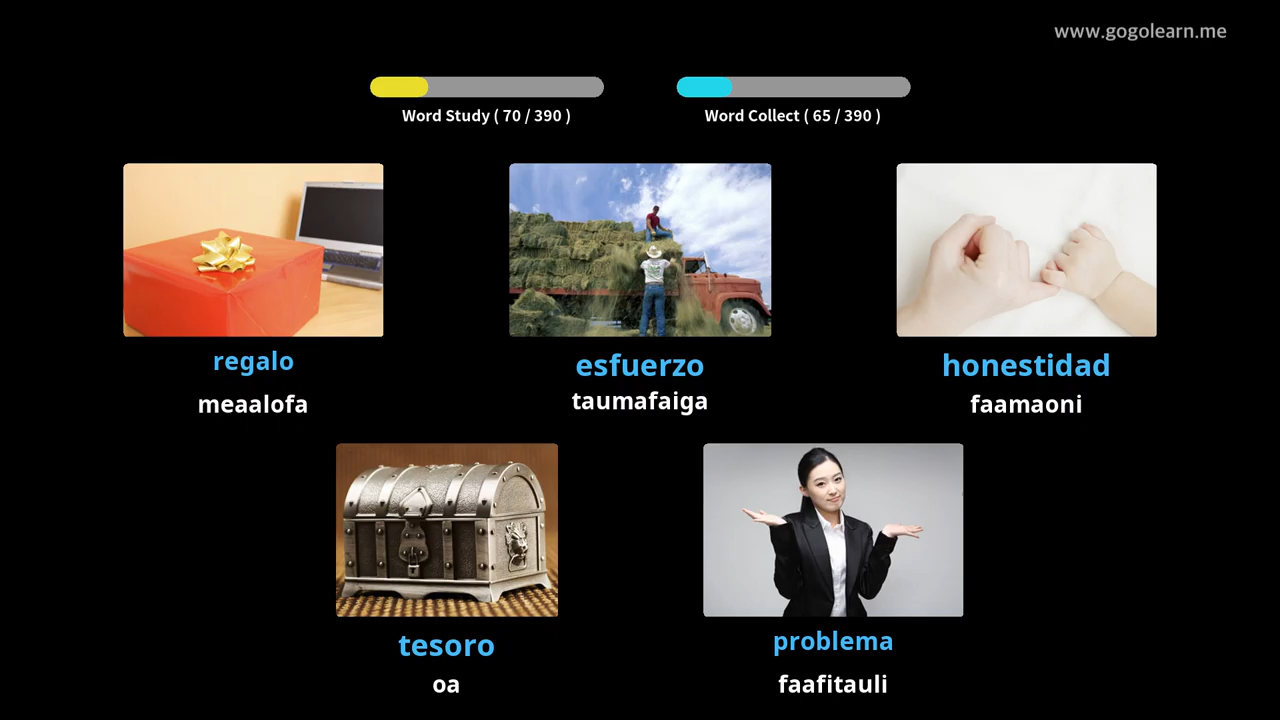 www.gogolearn.me
Word Study ( 70 / 390 )
Word Collect ( 65 / 390 )
regalo
meaalofa
esfuerzo
taumafaiga
honestidad
faamaoni
tesoro
oa
problema
faafitauli